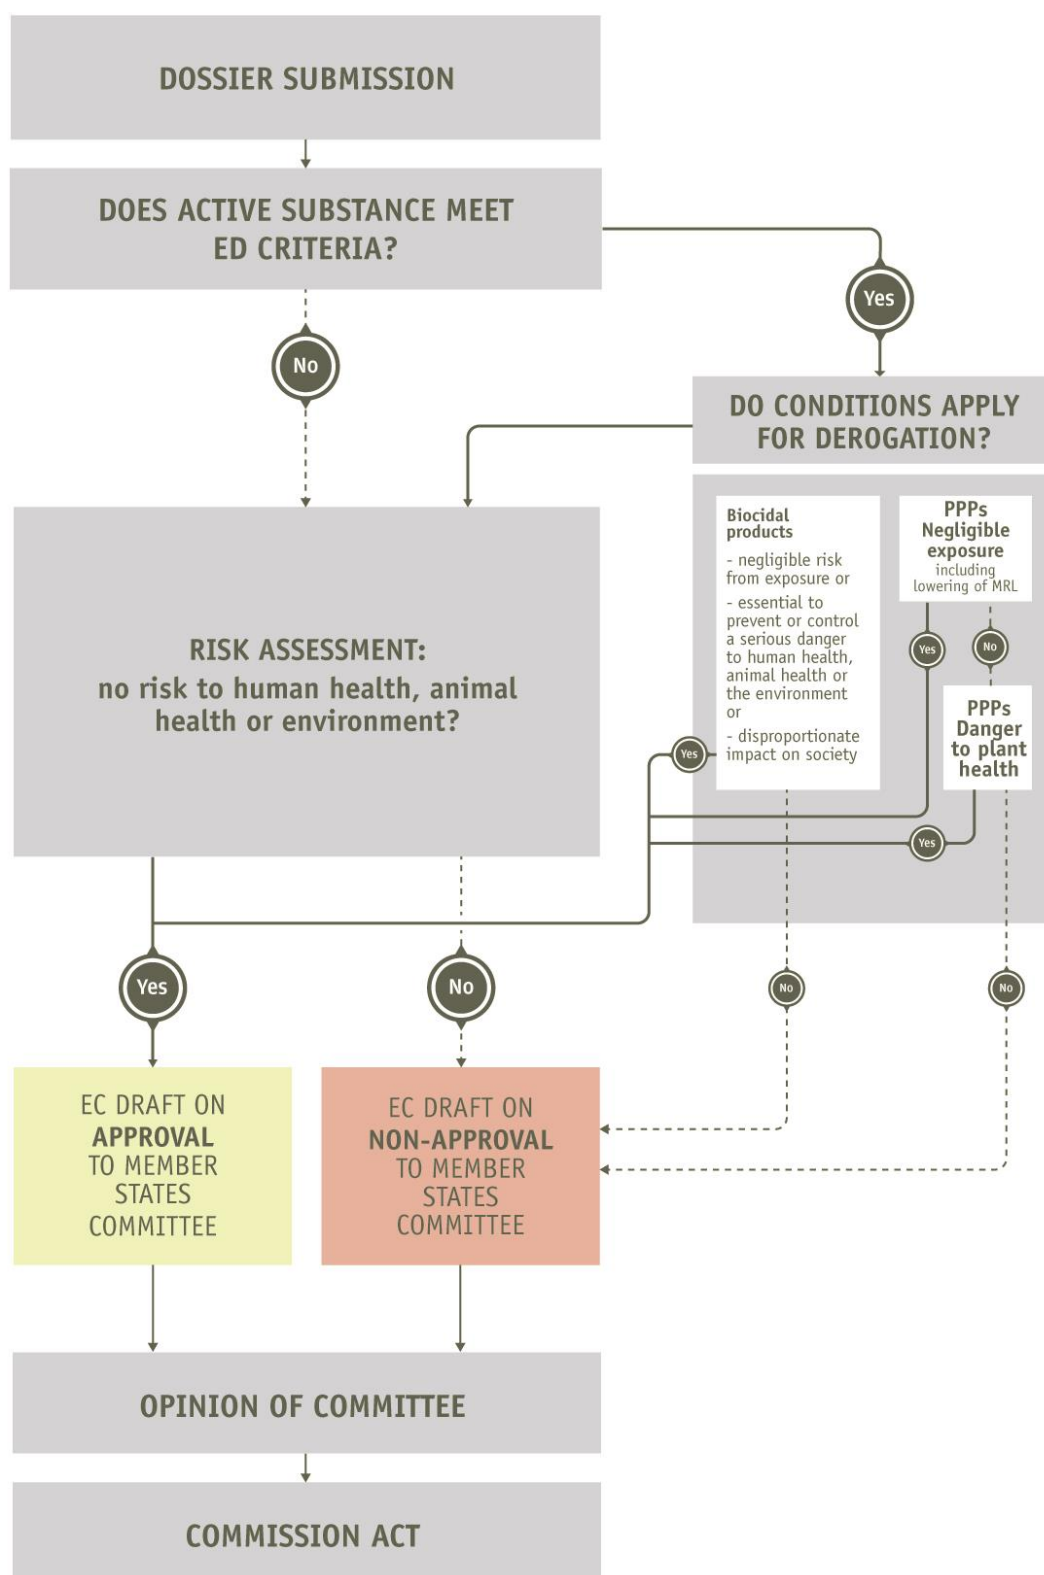 DOSSIER SUBMISSION
DOES ACTIVE SUBSTANCE MEET
ED CRITERIA?
Yes
No
DO CONDITIONS APPLY
FOR DEROGATION?
Biocidal
products
- negligible risk
from exposure or
- essential to
prevent or control
a serious danger
to human health,
animal health or
the environment
or
- disproportionate
impact on society
PPPs
Negligible
exposure
including
lowering of MRL
Yes
No
PPPs
Danger
to plant
health
Yes
Yes
RISK ASSESSMENT:
no risk to human health, animal
health or environment?
Yes
No
No
No
EC DRAFT ON
APPROVAL
TO MEMBER
STATES
COMMITTEE
EC DRAFT ON
NON-APPROVAL
TO MEMBER
STATES
COMMITTEE
OPINION OF COMMITTEE
COMMISSION ACT